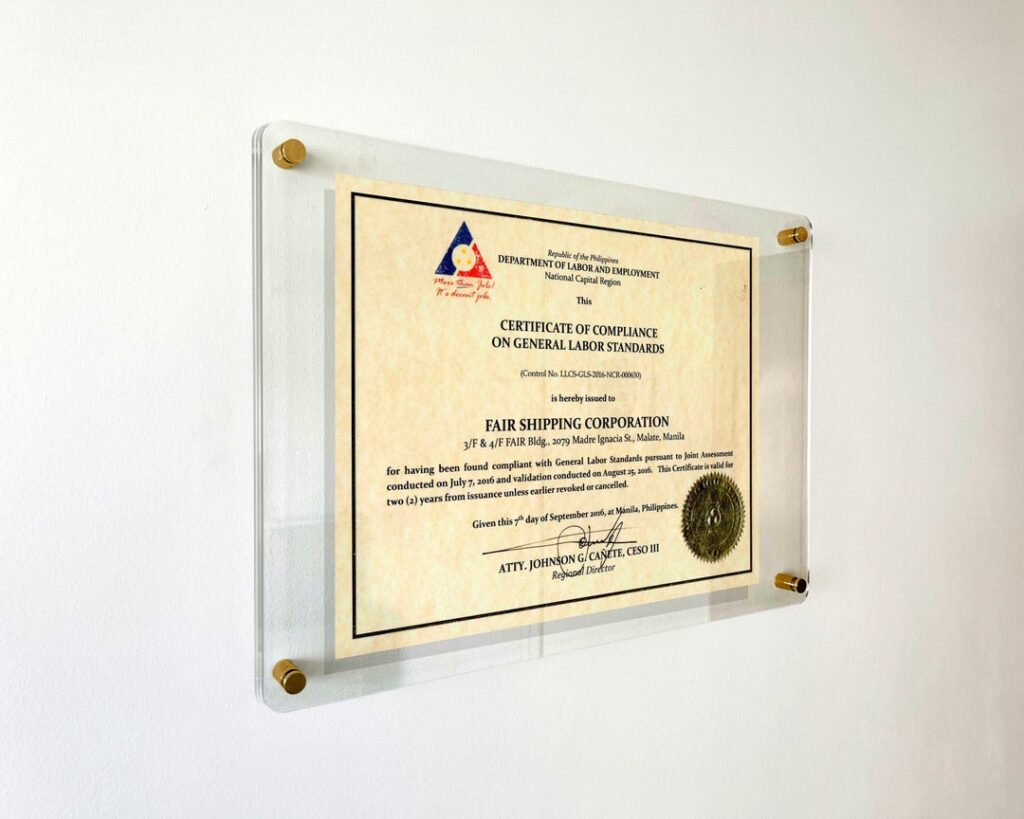 More than Jobs!
It's decent jobs.
Republic of the Philippines
DEPARTMENT OF LABOR AND EMPLOYMENT
National Capital Region
This
CERTIFICATE OF COMPLIANCE
ON GENERAL LABOR STANDARDS
(Control No. LLCS-GLS-2016-NCR-000630)
is hereby issued to
FAIR SHIPPING CORPORATION
3/F & 4/F FAIR Bldg., 2079 Madre Ignacia St., Malate, Manila
for having been found compliant with General Labor Standards pursuant to Joint Assessment
conducted on July 7, 2016 and validation conducted on August 25, 2016. This Certificate is valid for
two (2) years from issuance unless earlier revoked or cancelled.
Given this 7th day of September 2016, at Manila, Philippines.
ATTY. JOHNSON G. CAÑETE, CESO III
Regional Director